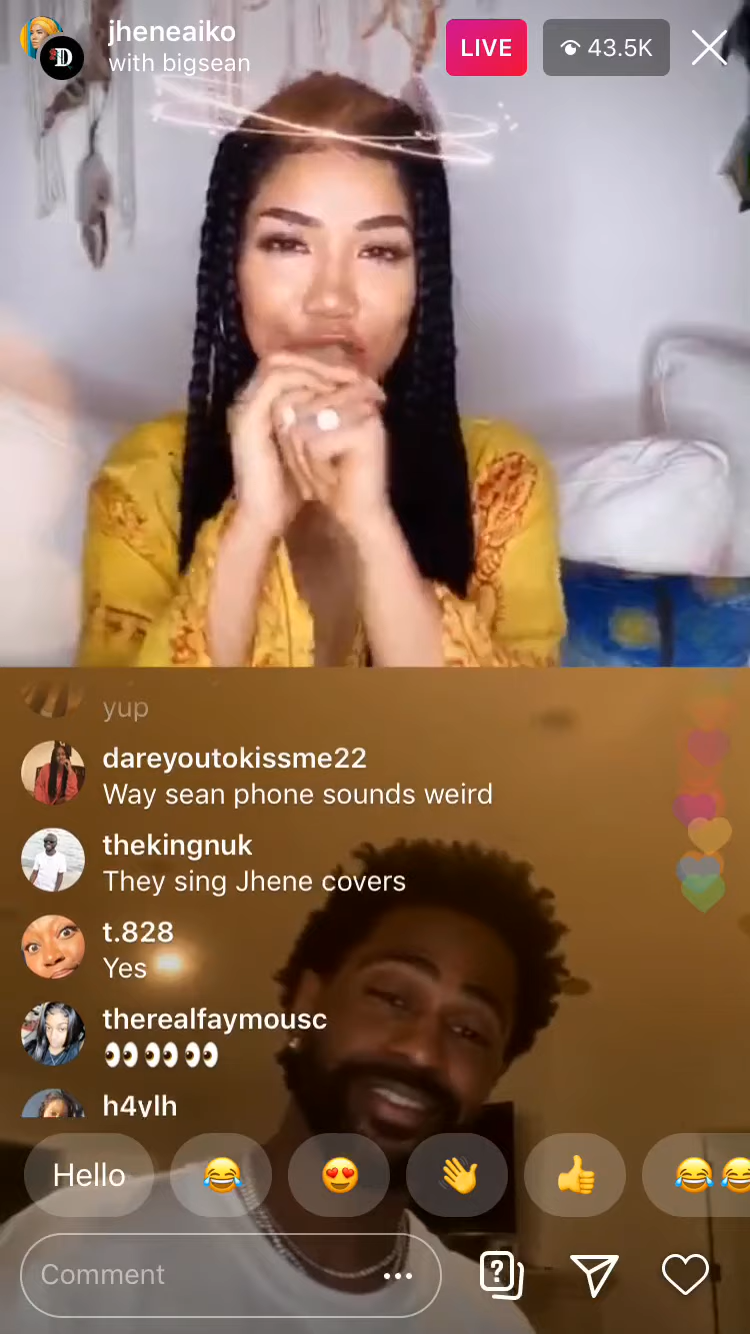 jheneaiko
with bigsean
D
LIVE
43.5K
yup
dareyoutokissme22
Way sean phone sounds weird
thekingnuk
They sing Jhene covers
t.828
Yes
therealfaymousc
👀👀👀
h4vlh
Hello
😂
😍
👋
👍
😂😂
Comment
?